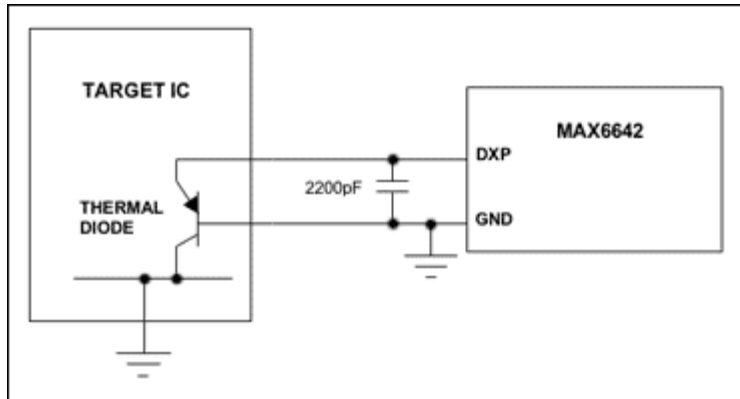 TARGET IC
MAX6642
DXP
2200pF
THERMAL
DIODE
GND